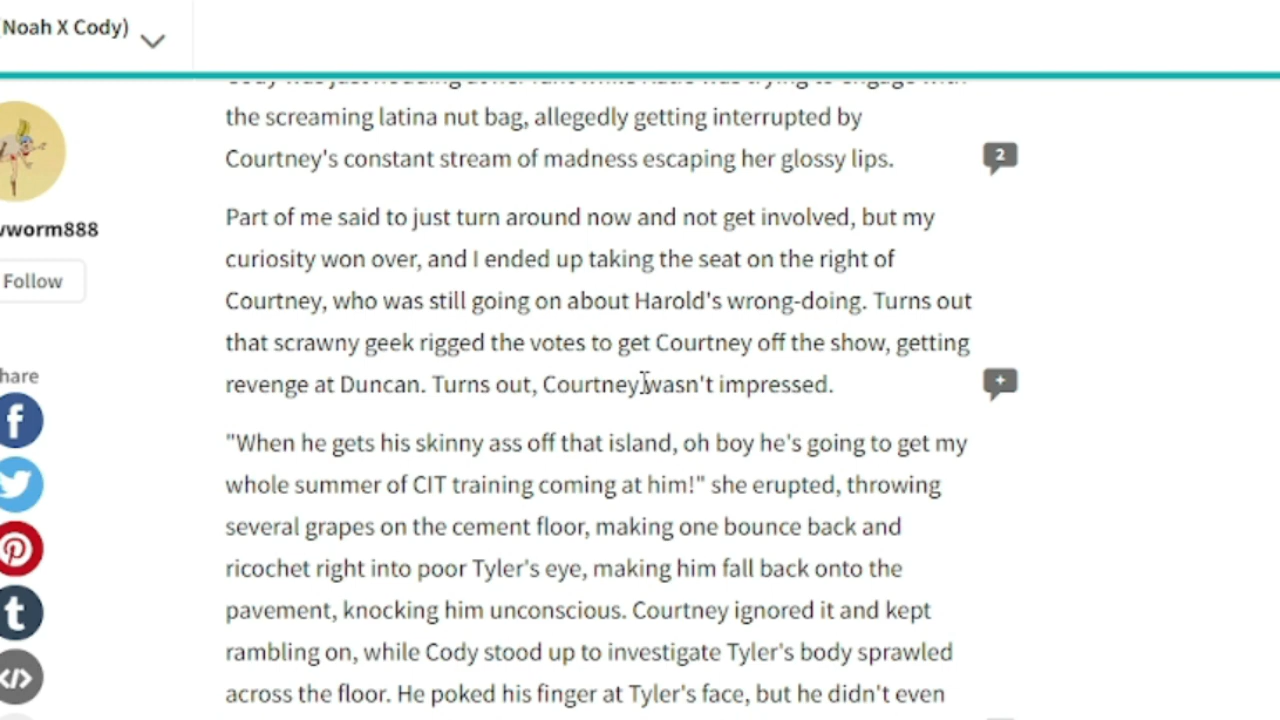 Noah X Cody)
the screaming latina nut bag, allegedly getting interrupted by
Courtney's constant stream of madness escaping her glossy lips.
2
worm888
Part of me said to just turn around now and not get involved, but my
curiosity won over, and I ended up taking the seat on the right of
Follow
Courtney, who was still going on about Harold's wrong-doing. Turns out
that scrawny geek rigged the votes to get Courtney off the show, getting
hare
revenge at Duncan. Turns out, Courtney wasn't impressed.
+
"When he gets his skinny ass off that island, oh boy he's going to get my
whole summer of CIT training coming at him!" she erupted, throwing
several grapes on the cement floor, making one bounce back and
ricochet right into poor Tyler's eye, making him fall back onto the
pavement, knocking him unconscious. Courtney ignored it and kept
rambling on, while Cody stood up to investigate Tyler's body sprawled
across the floor. He poked his finger at Tyler's face, but he didn't even